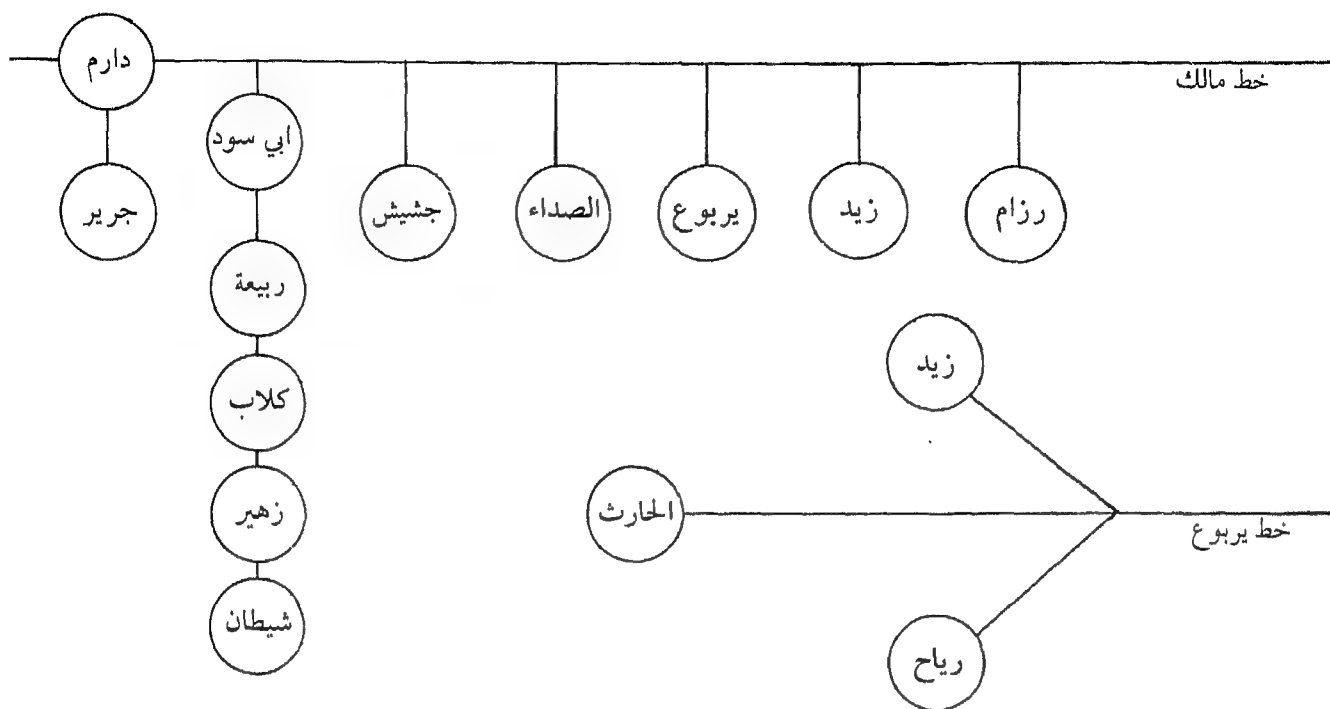 دارم
خط مالك
ابي سود
رزام
زيد
يربوع
الصداء
جشيش
جرير
ربيعة
زيد
كلاب
زهير
الحارث
خط يربوع
شيطان
رياح